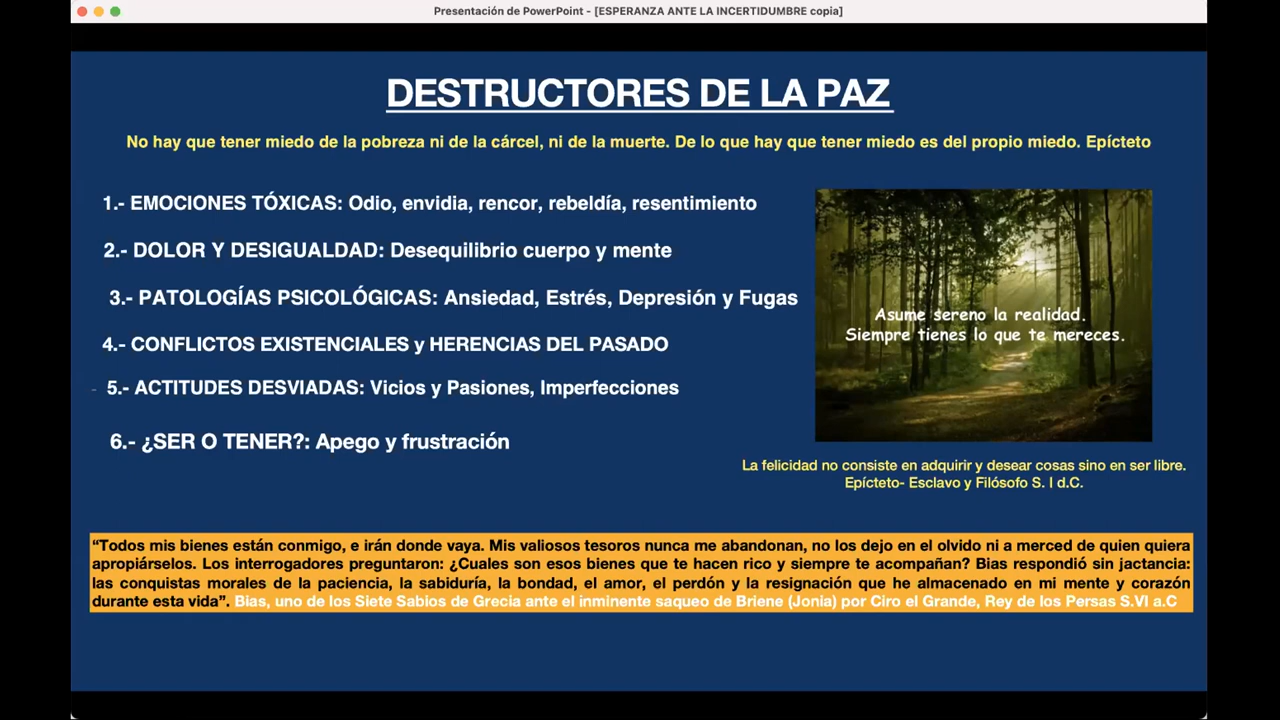 Presentación de PowerPoint - [ESPERANZA ANTE LA INCERTIDUMBRE copia]
DESTRUCTORES DE LA PAZ
No hay que tener miedo de la pobreza ni de la cárcel, ni de la muerte. De lo que hay que tener miedo es del propio miedo. Epícteto
1.- EMOCIONES TÓXICAS: Odio, envidia, rencor, rebeldía, resentimiento
2.- DOLOR Y DESIGUALDAD: Desequilibrio cuerpo y mente
3.- PATOLOGÍAS PSICOLÓGICAS: Ansiedad, Estrés, Depresión y Fugas
4.- CONFLICTOS EXISTENCIALES y HERENCIAS DEL PASADO
- 5.- ACTITUDES DESVIADAS: Vicios y Pasiones, Imperfecciones
6.- ¿SER O TENER?: Apego y frustración
Asume sereno la realidad.
Siempre tienes lo que te mereces.
La felicidad no consiste en adquirir y desear cosas sino en ser libre.
Epícteto- Esclavo y Filósofo S. I d.C.
“Todos mis bienes están conmigo, e irán donde vaya. Mis valiosos tesoros nunca me abandonan, no los dejo en el olvido ni a merced de quien quiera
apropiárselos. Los interrogadores preguntaron: ¿Cuales son esos bienes que te hacen rico y siempre te acompañan? Bias respondió sin jactancia:
las conquistas morales de la paciencia, la sabiduría, la bondad, el amor, el perdón y la resignación que he almacenado en mi mente y corazón
durante esta vida”. Bias, uno de los Siete Sabios de Grecia ante el inminente saqueo de Briene (Jonia) por Ciro el Grande, Rey de los Persas S.VI a.C